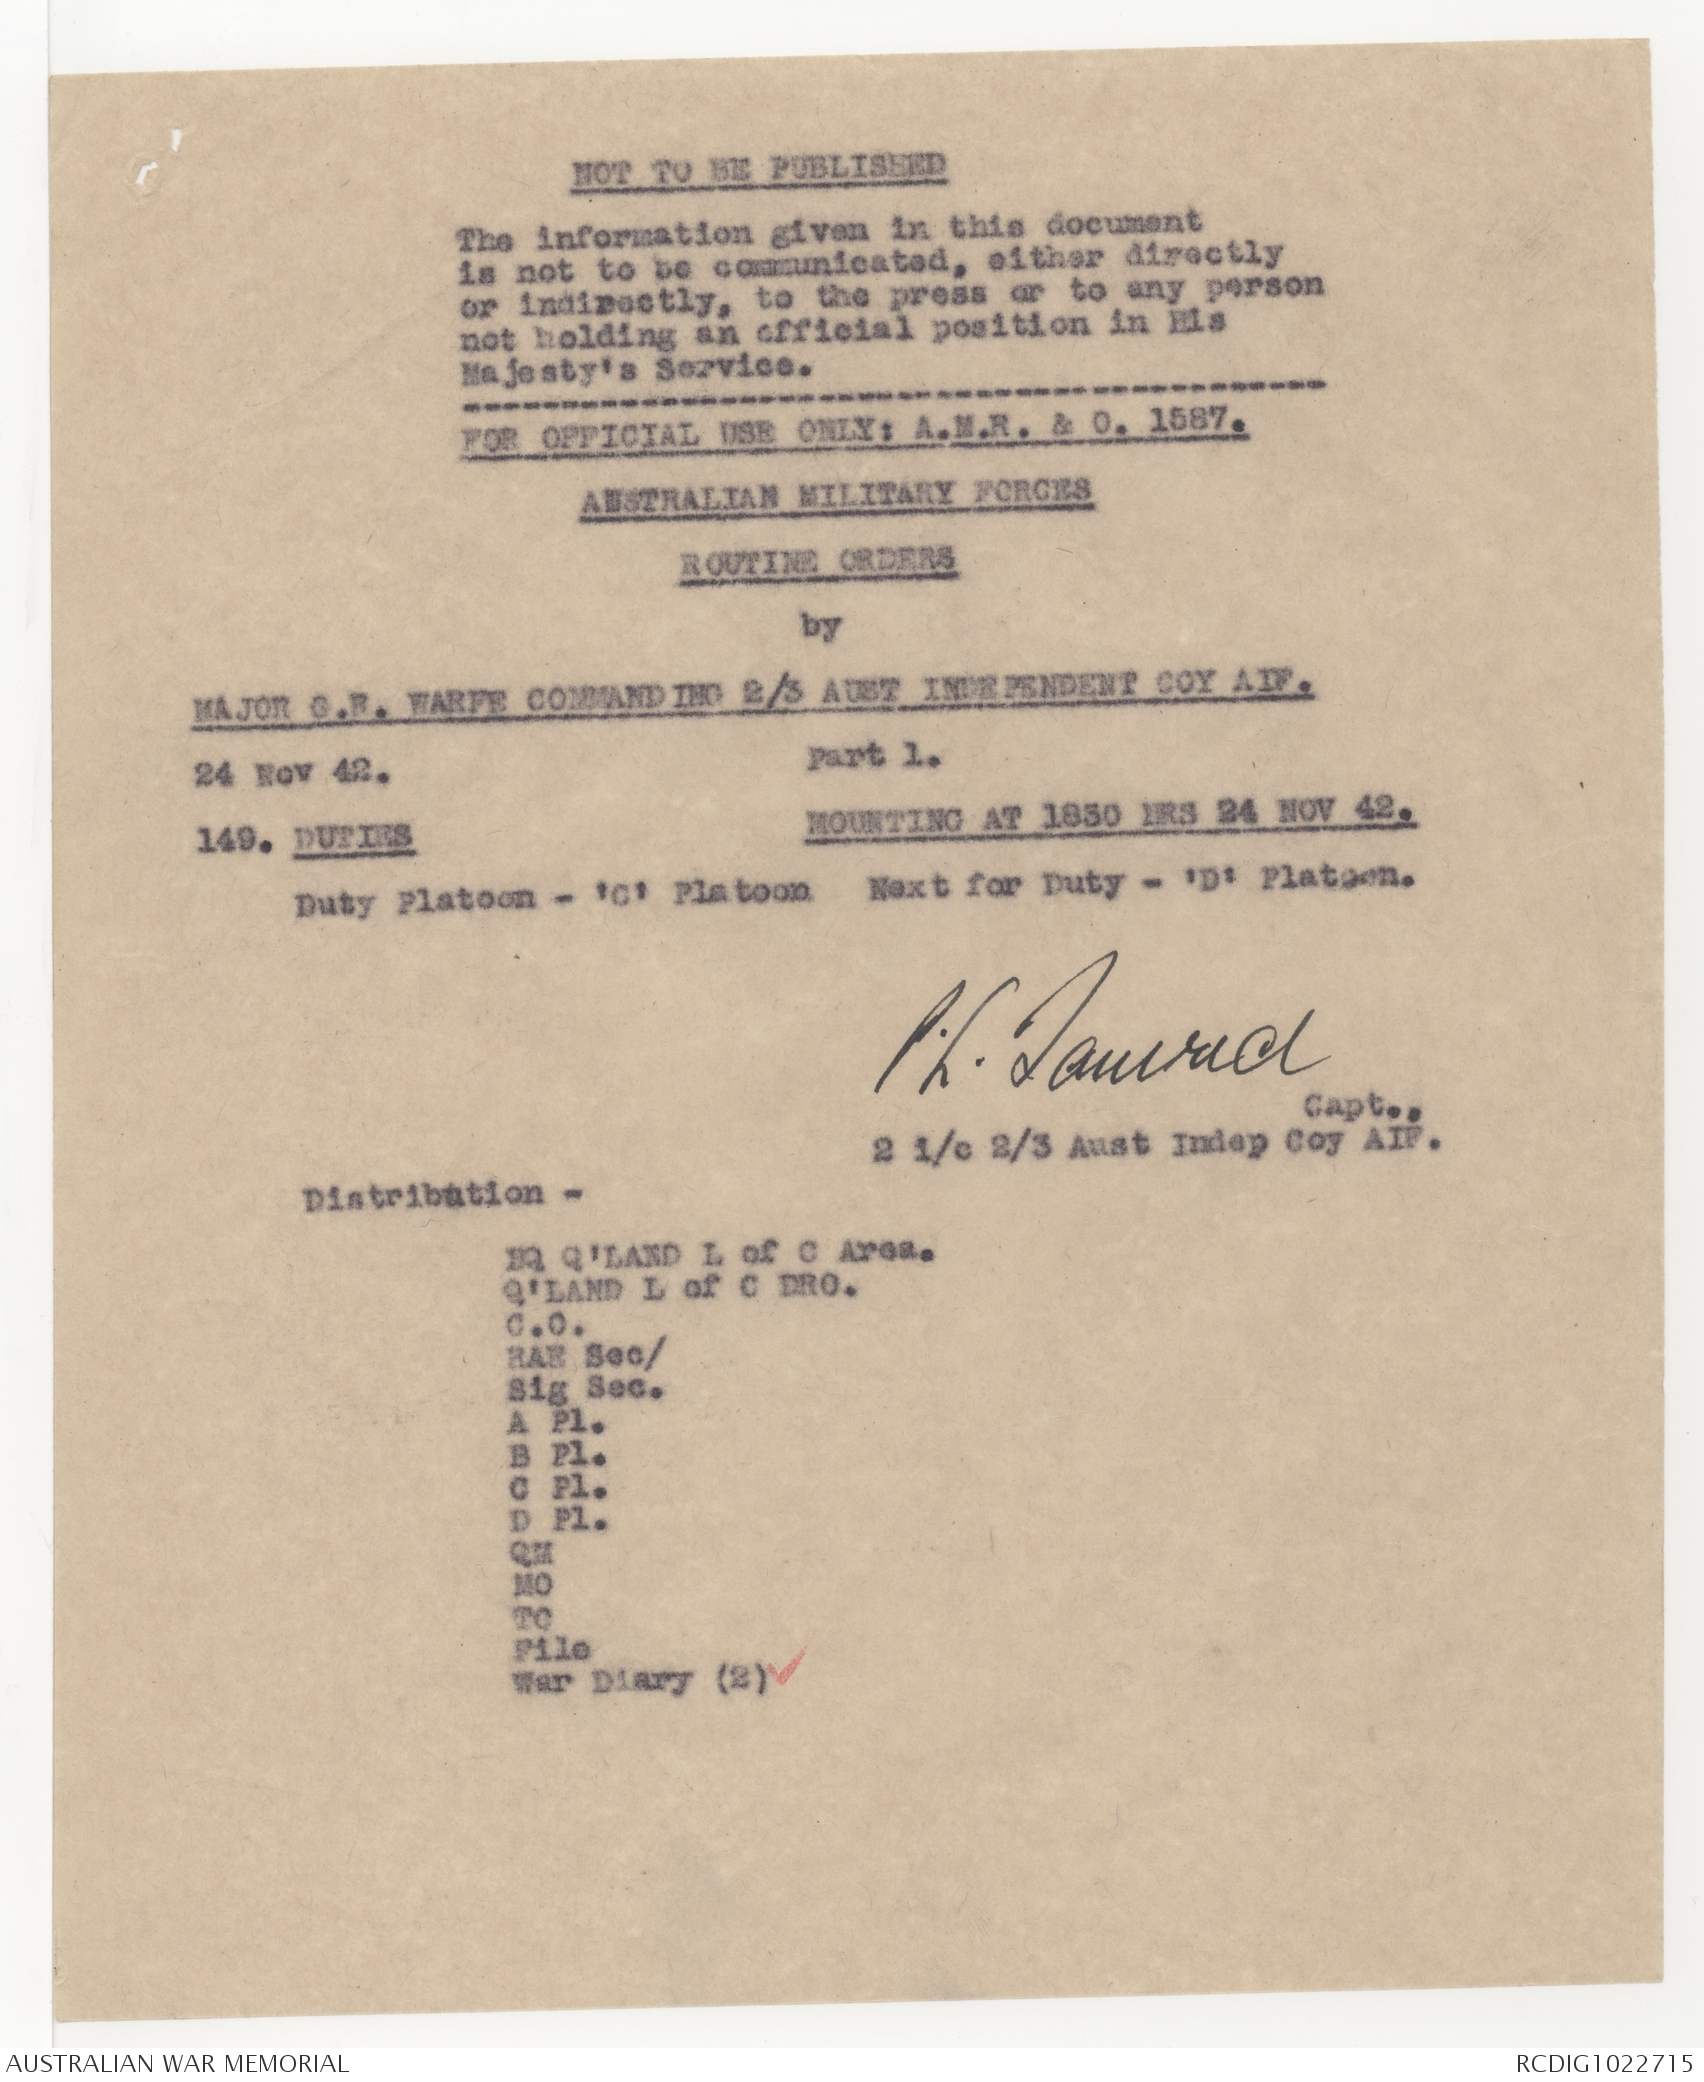 NOT TO BE PUBLISHED
The information given in this document
is not to be communicated, either directly
or indirectly, to the press or to any person
not holding an official position in His
Majesty's Service.
FOR OFFICIAL USE ONLY: A.M.R. & O. 1587.
AUSTRALIAN MILITARY FORCES
ROUTINE ORDERS
by
MAJOR G.R. WARFE COMMANDING 2/3 AUST INDEPENDENT COY AIF.
24 Nov 42. Part 1.
149. DUTIES MOUNTING AT 1830 HRS 24 NOV 42.
Duty Platoon - 'C' Platoon Next for Duty - 'D' Platoon.
Capt.,
2 i/c 2/3 Aust Indep Coy AIF.
Distribution -
HQ Q'LAND L of C Area.
Q'LAND L of C DRO.
C.O.
RAE Sec/
Sig Sec.
A Pl.
B Pl.
C Pl.
D Pl.
QM
MO
TO
File
War Diary (2)
AUSTRALIAN WAR MEMORIAL RCDIG1022715